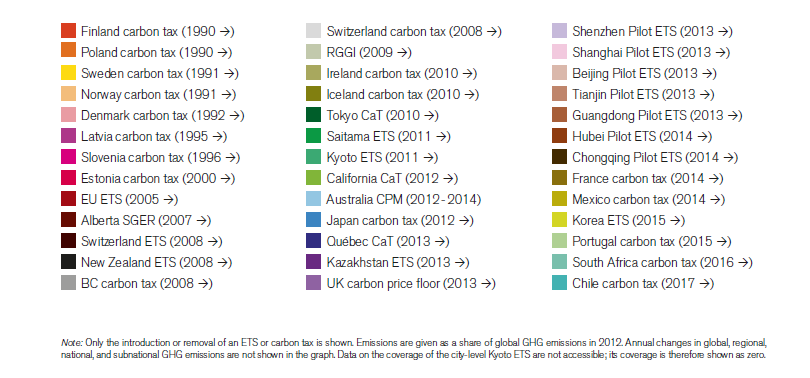 Finland carbon tax (1990 →)
Poland carbon tax (1990 →)
Sweden carbon tax (1991 →)
Norway carbon tax (1991 →)
Denmark carbon tax (1992 →)
Latvia carbon tax (1995 →)
Slovenia carbon tax (1996 →)
Estonia carbon tax (2000 →)
EU ETS (2005 →)
Alberta SGER (2007 →)
Switzerland ETS (2008 →)
New Zealand ETS (2008 →)
BC carbon tax (2008 →)
Switzerland carbon tax (2008 →)
RGGI (2009 →)
Ireland carbon tax (2010 →)
Iceland carbon tax (2010 →)
Tokyo CaT (2010 →)
Saitama ETS (2011 →)
Kyoto ETS (2011 →)
California CaT (2012 →)
Australia CPM (2012 - 2014)
Japan carbon tax (2012 →)
Québec CaT (2013 →)
Kazakhstan ETS (2013 →)
UK carbon price floor (2013 →)
Shenzhen Pilot ETS (2013 →)
Shanghai Pilot ETS (2013 →)
Beijing Pilot ETS (2013 →)
Tianjin Pilot ETS (2013 →)
Guangdong Pilot ETS (2013 →)
Hubei Pilot ETS (2014 →)
Chongqing Pilot ETS (2014 →)
France carbon tax (2014 →)
Mexico carbon tax (2014 →)
Korea ETS (2015 →)
Portugal carbon tax (2015 →)
South Africa carbon tax (2016 →)
Chile carbon tax (2017 →)
Note: Only the introduction or removal of an ETS or carbon tax is shown. Emissions are given as a share of global GHG emissions in 2012. Annual changes in global, regional,
national, and subnational GHG emissions are not shown in the graph. Data on the coverage of the city-level Kyoto ETS are not accessible; its coverage is therefore shown as zero.